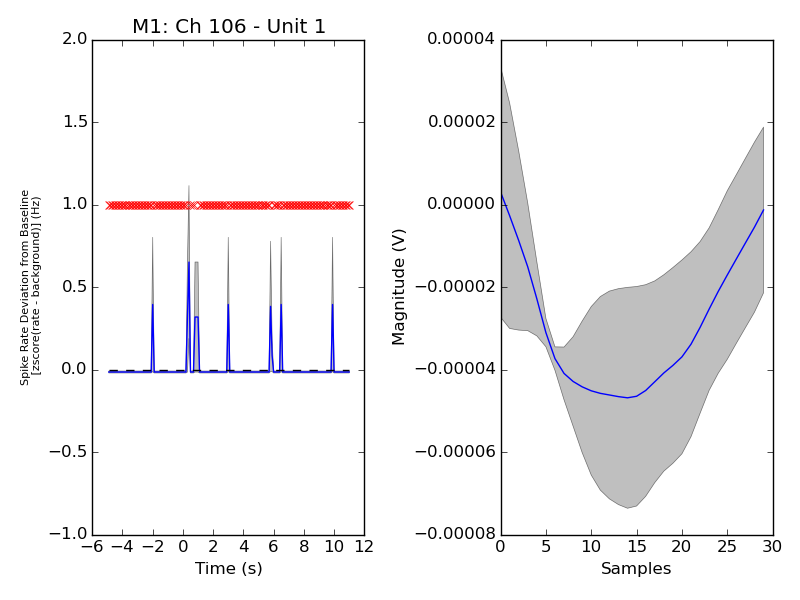 M1: Ch 106 - Unit 1
Spike Rate Deviation from Baseline
[zscore(rate - background)] (Hz)
2.0
1.5
1.0
0.5
0.0
−0.5
−1.0
−6 −4 −2 0 2 4 6 8 10 12
Time (s)
Magnitude (V)
0.00004
0.00002
0.00000
−0.00002
−0.00004
−0.00006
−0.00008
0 5 10 15 20 25 30
Samples